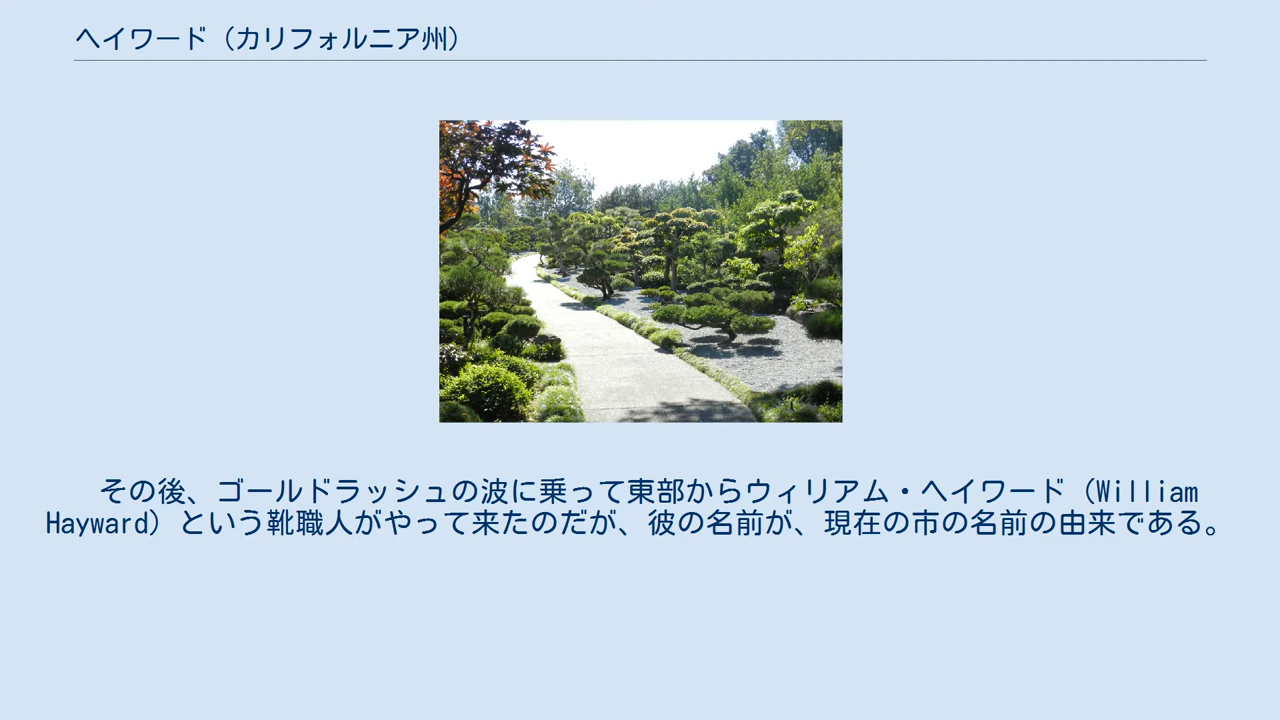 ヘイワード（カリフォルニア州）
その後、ゴールドラッシュの波に乗って東部からウィリアム・ヘイワード（William
Hayward）という靴職人がやって来たのだが、彼の名前が、現在の市の名前の由来である。